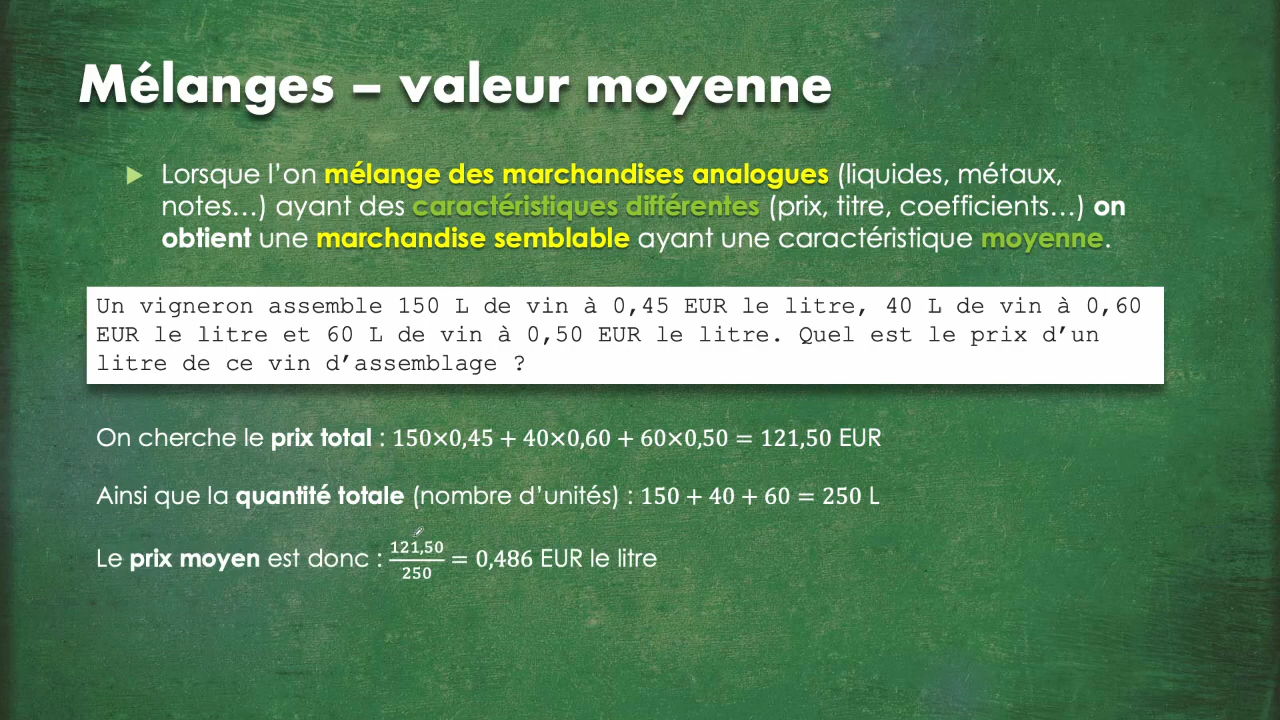 Mélanges – valeur moyenne
Lorsque l’on mélange des marchandises analogues (liquides, métaux,
notes…) ayant des caractéristiques différentes (prix, titre, coefficients…) on
obtient une marchandise semblable ayant une caractéristique moyenne.
Un vigneron assemble 150 L de vin à 0,45 EUR le litre, 40 L de vin à 0,60
EUR le litre et 60 L de vin à 0,50 EUR le litre. Quel est le prix d’un
litre de ce vin d’assemblage ?
On cherche le prix total : 150×0,45 + 40×0,60 + 60×0,50 = 121,50 EUR
Ainsi que la quantité totale (nombre d’unités) : 150 + 40 + 60 = 250 L
Le prix moyen est donc : 121,50/250 = 0,486 EUR le litre